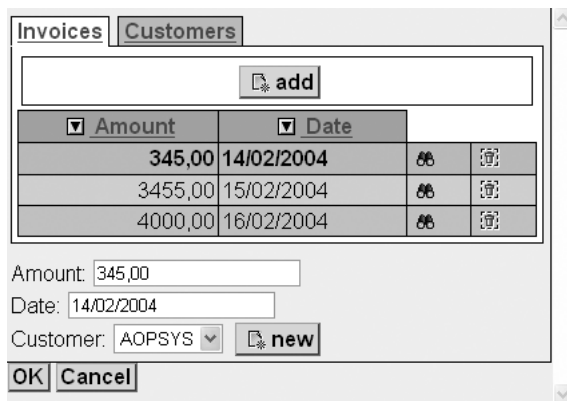 Invoices Customers
add
Amount Date
345,00 14/02/2004
3455,00 15/02/2004
4000,00 16/02/2004
Amount: 345,00
Date: 14/02/2004
Customer: AOPSYS new
OK Cancel